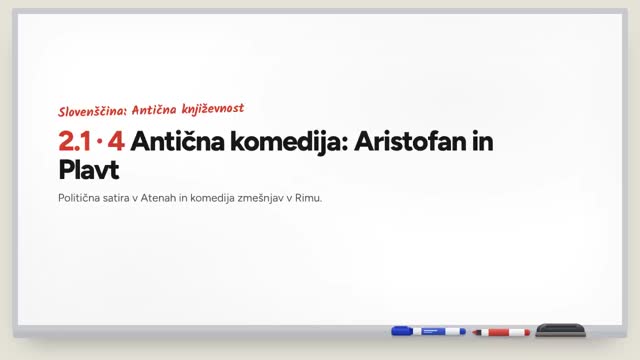 Slovenščina: Antična književnost
2.1 · 4 Antična komedija: Aristofan in
Plavt
Politična satira v Atenah in komedija zmešnjav v Rimu.